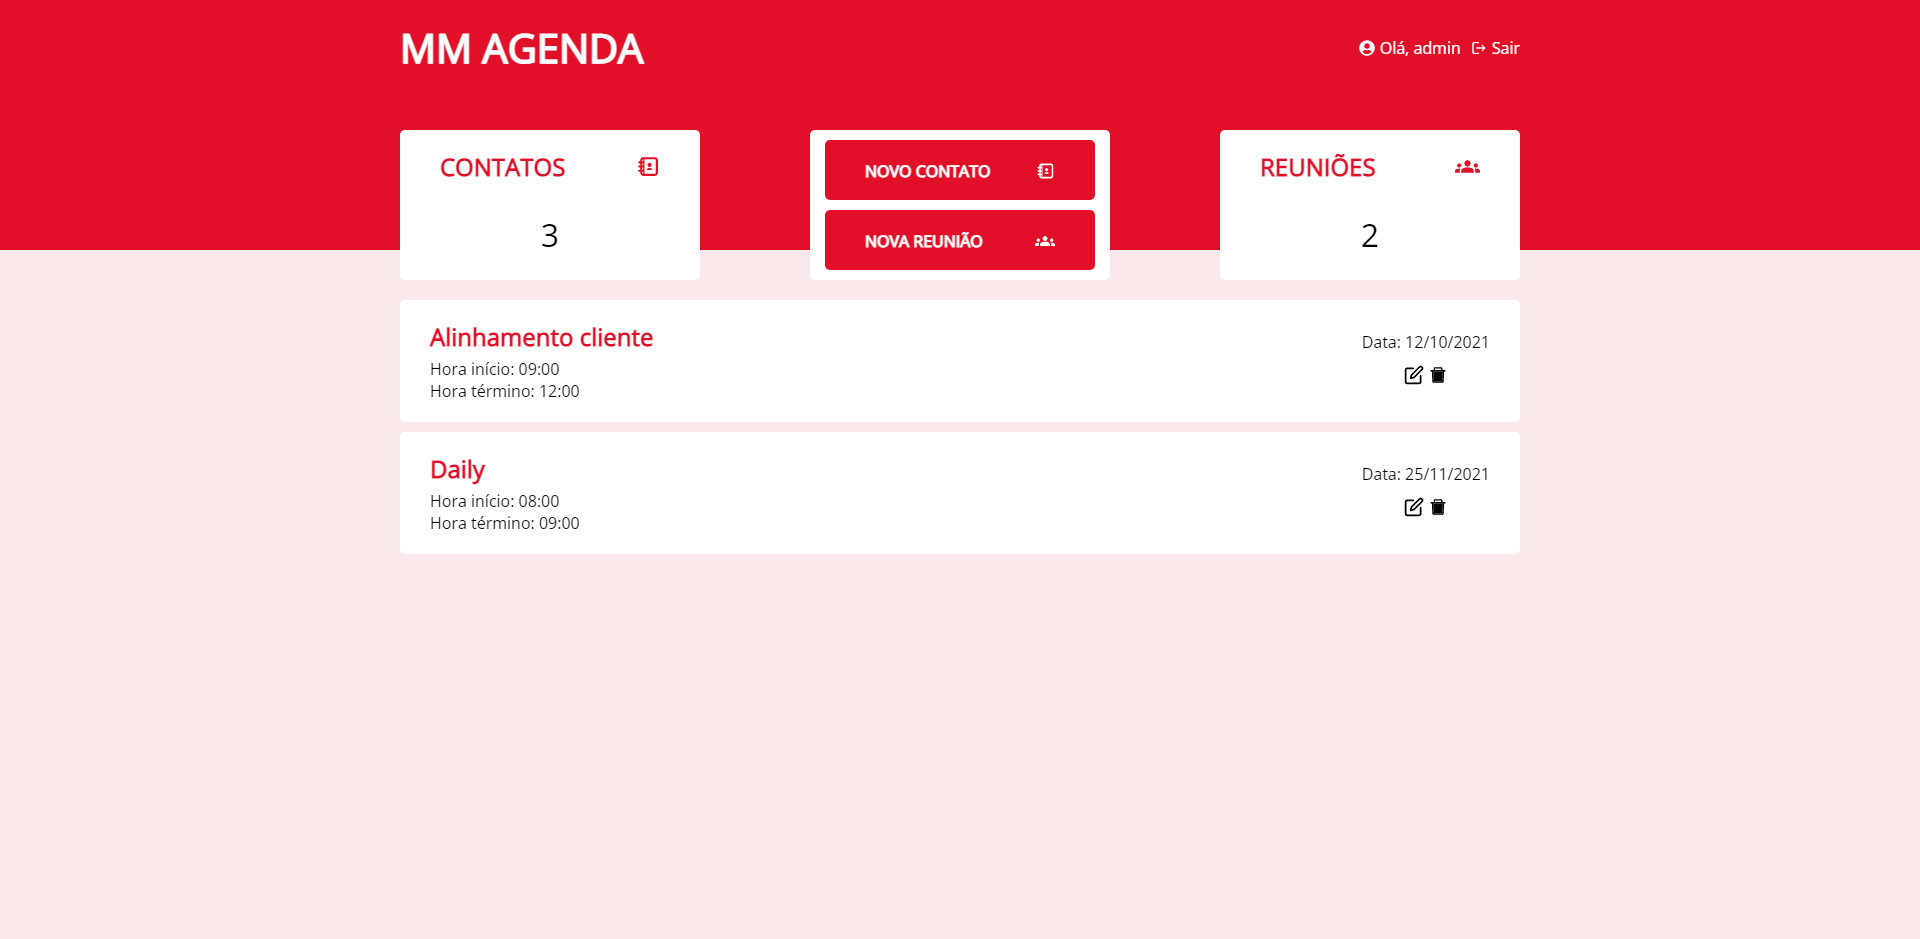 MM AGENDA
Olá, admin
Sair
CONTATOS
3
NOVO CONTATO
NOVA REUNIÃO
REUNIÕES
2
Alinhamento cliente
Hora início: 09:00
Hora término: 12:00
Data: 12/10/2021
Daily
Hora início: 08:00
Hora término: 09:00
Data: 25/11/2021